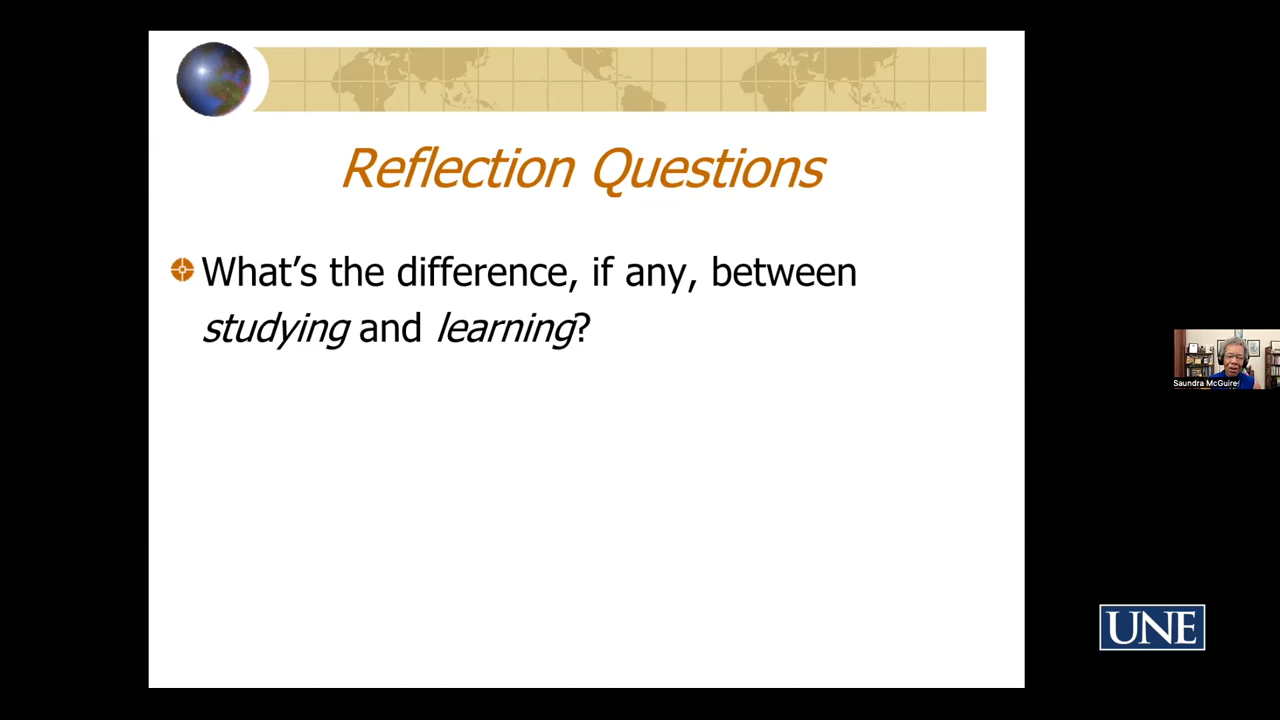 Reflection Questions
What's the difference, if any, between
studying and learning?
Saundra McGuire
UNE